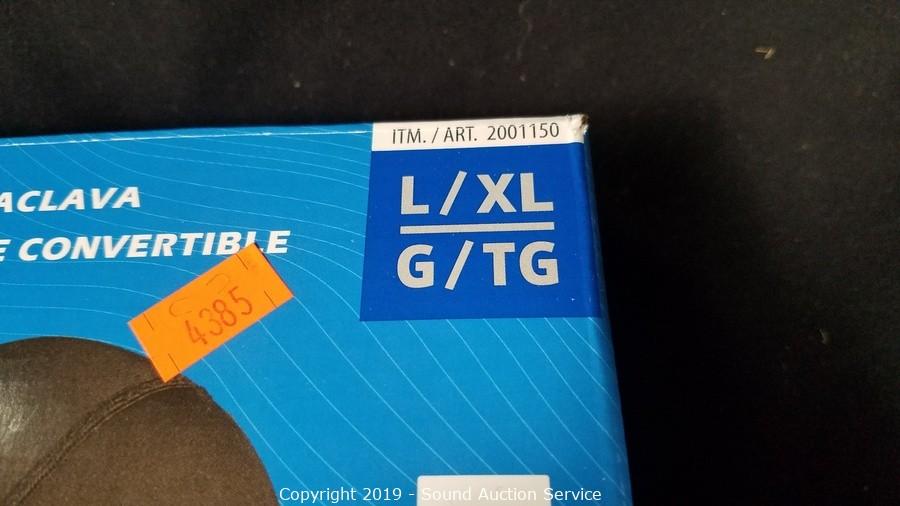 ITM. / ART. 2001150
L / XL
G / TG
ACLAVA
E CONVERTIBLE
4385
Copyright 2019 - Sound Auction Service